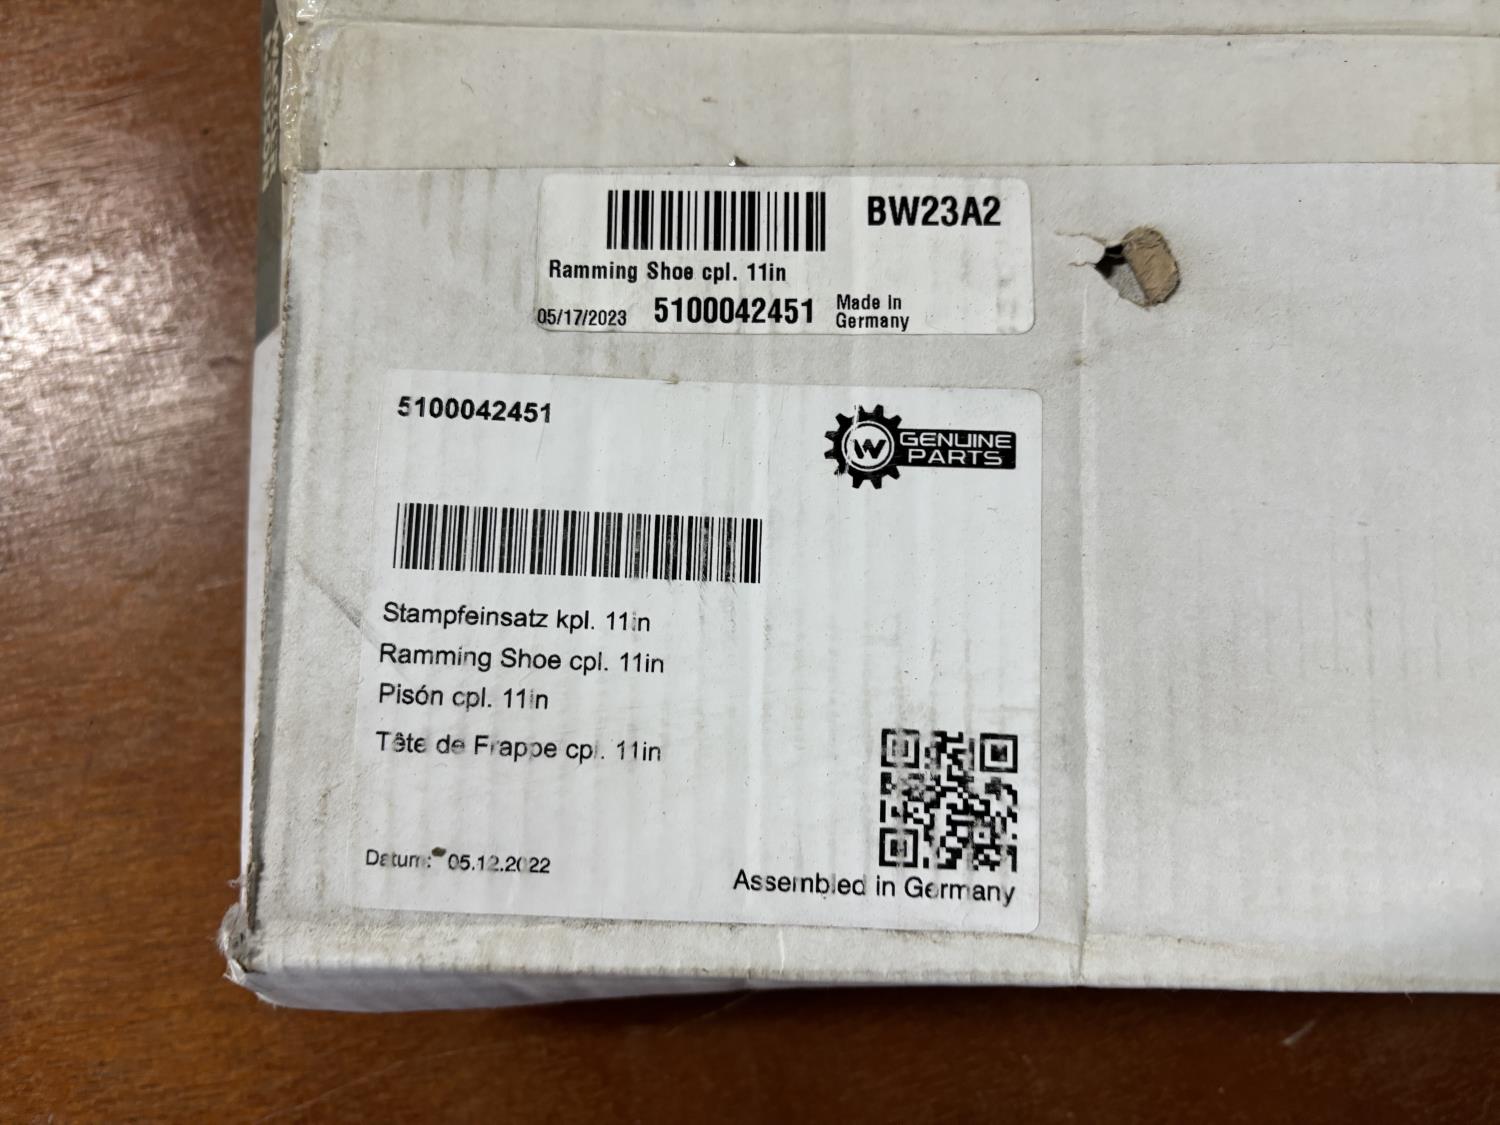 BW23A2
Ramming Shoe cpl. 11in
05/17/2023 5100042451 Made in
Germany
5100042451
W GENUINE
PARTS
Stampfeinsatz kpl. 11in
Ramming Shoe cpl. 11in
Pisón cpl. 11in
Tête de Frappe cpl. 11in
Datum: 05.12.2022
Assembled in Germany